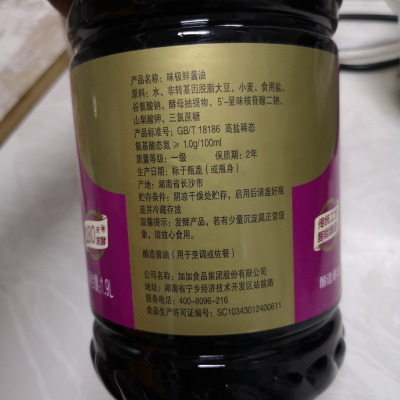 产品名称：味极鲜酱油
原料：水、非转基因脱脂大豆、小麦、食用盐、
谷氨酸钠、酵母抽提物、5’-呈味核苷酸二钠、
山梨酸钾、三氯蔗糖
产品标准号：GB/T 18186 高盐稀态
氨基酸态氮≥1.0g/100ml
质量等级：一级 保质期：2年
生产日期：标于瓶盖（或瓶身）
产地：湖南省长沙市
贮存条件：阴凉干燥处贮存，启用后请盖好瓶
盖并冷藏存放
温馨提示：发酵产品，若有少量沉淀属正常现
象，请放心食用。
酿造酱油（用于烹调或佐餐）
公司名称：加加食品集团股份有限公司
地址：湖南省宁乡经济技术开发区站前路
服务热线：400-8096-216
食品生产许可证编号：SC10343012400611
1.9L
酿造